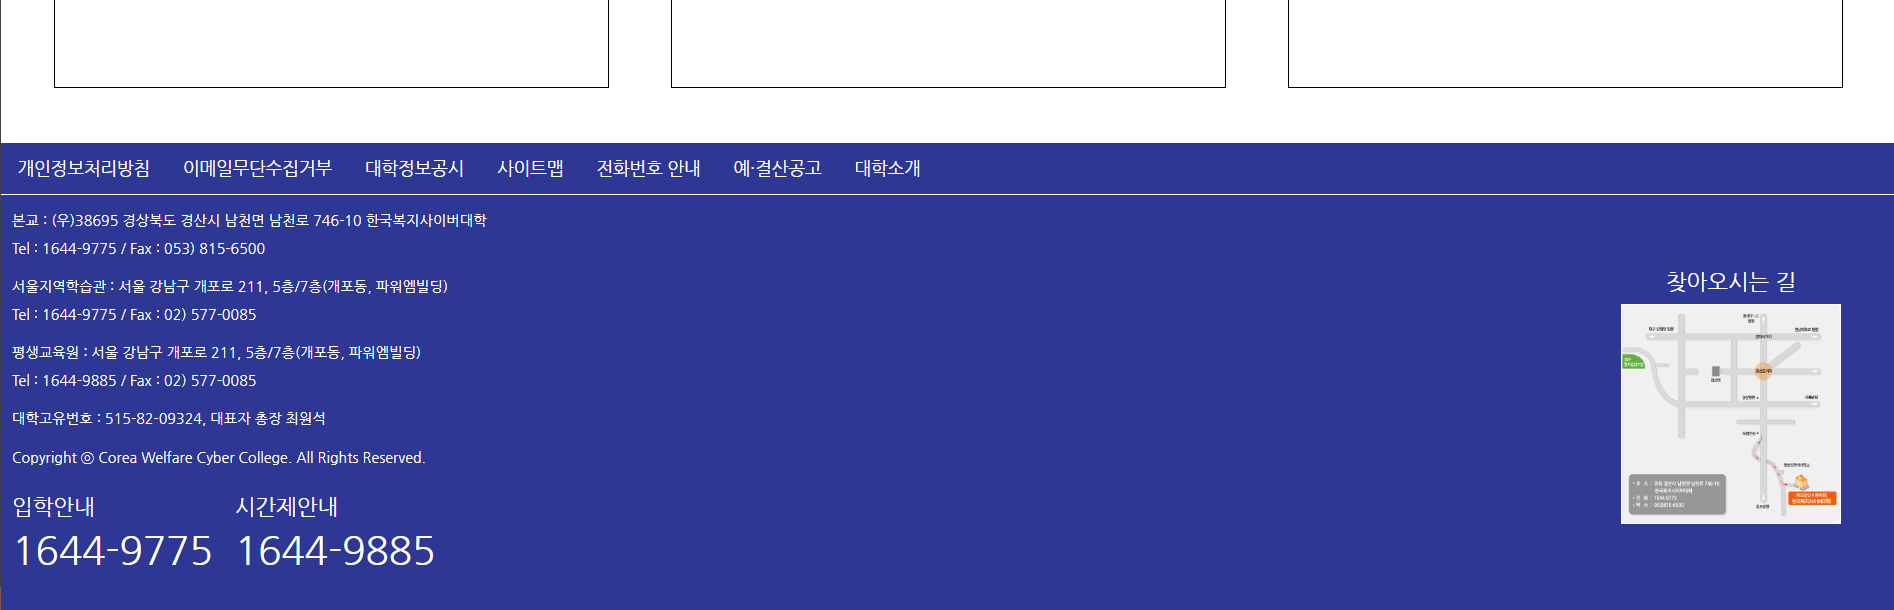 개인정보처리방침 이메일무단수집거부 대학정보공시 사이트맵 전화번호 안내 예·결산공고 대학소개
본교 : (우)38695 경상북도 경산시 남천면 남천로 746-10 한국복지사이버대학
Tel : 1644-9775 / Fax : 053) 815-6500
서울지역학습관 : 서울 강남구 개포로 211, 5층/7층(개포동, 파워엠빌딩)
Tel : 1644-9775 / Fax : 02) 577-0085
평생교육원 : 서울 강남구 개포로 211, 5층/7층(개포동, 파워엠빌딩)
Tel : 1644-9885 / Fax : 02) 577-0085
대학고유번호 : 515-82-09324, 대표자 총장 최원석
Copyright ⓒ Corea Welfare Cyber College. All Rights Reserved.
입학안내 시간제안내
1644-9775 1644-9885
찾아오시는 길